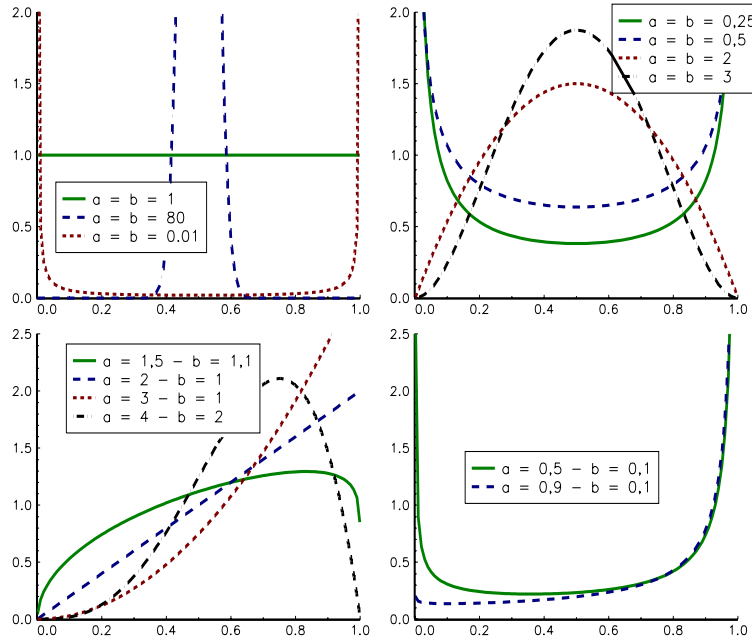 2.0
1.5
1.0
0.5
0.0
0.0 0.2 0.4 0.6 0.8 1.0
a = b = 1
a = b = 80
a = b = 0.01
2.0
1.5
1.0
0.5
0.0
0.0 0.2 0.4 0.6 0.8 1.0
a = b = 0,25
a = b = 0,5
a = b = 2
a = b = 3
2.5
2.0
1.5
1.0
0.5
0.0
0.0 0.2 0.4 0.6 0.8 1.0
a = 1,5 – b = 1,1
a = 2 – b = 1
a = 3 – b = 1
a = 4 – b = 2
2.5
2.0
1.5
1.0
0.5
0.0
0.0 0.2 0.4 0.6 0.8 1.0
a = 0,5 – b = 0,1
a = 0,9 – b = 0,1